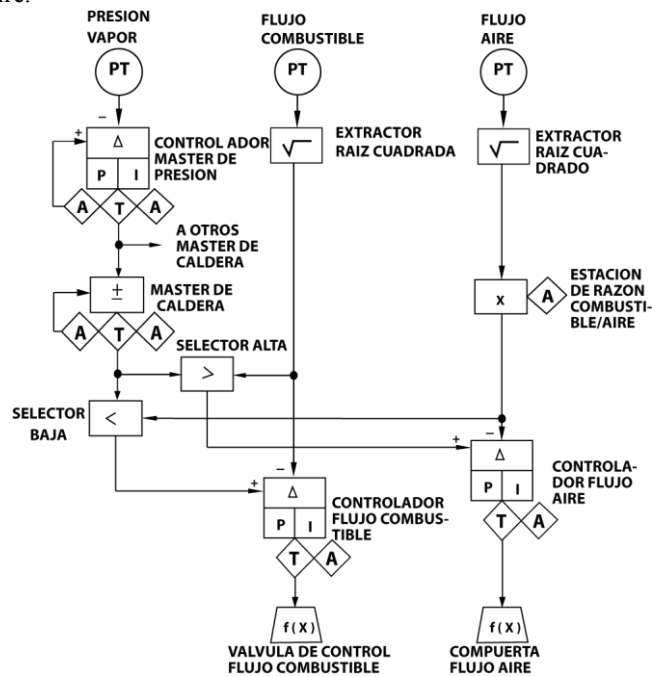 PRESION
VAPOR
FLUJO
COMBUSTIBLE
FLUJO
AIRE
PT
PT
PT
−
+
Δ
P I
A T A
CONTROL ADOR
MASTER DE
PRESION
√
EXTRACTOR
RAIZ CUADRADA
√
EXTRACTOR
RAIZ CUA-
DRADO
A OTROS
MASTER DE
CALDERA
±
A T A
MASTER DE
CALDERA
x
A
ESTACION
DE RAZON
COMBUSTI-
BLE/AIRE
SELECTOR ALTA
>
SELECTOR
BAJA
<
−
+
Δ
P I
T A
CONTROLA-
DOR FLUJO
AIRE
−
+
Δ
P I
T A
CONTROLADOR
FLUJO COMBUS-
TIBLE
f(X)
VALVULA DE CONTROL
FLUJO COMBUSTIBLE
f(X)
COMPUERTA
FLUJO AIRE